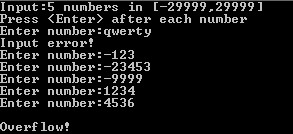 Input:5 numbers in [-29999,29999]
Press <Enter> after each number
Enter number:qwerty
Input error!
Enter number:-123
Enter number:-23453
Enter number:-9999
Enter number:1234
Enter number:4536
Overflow!